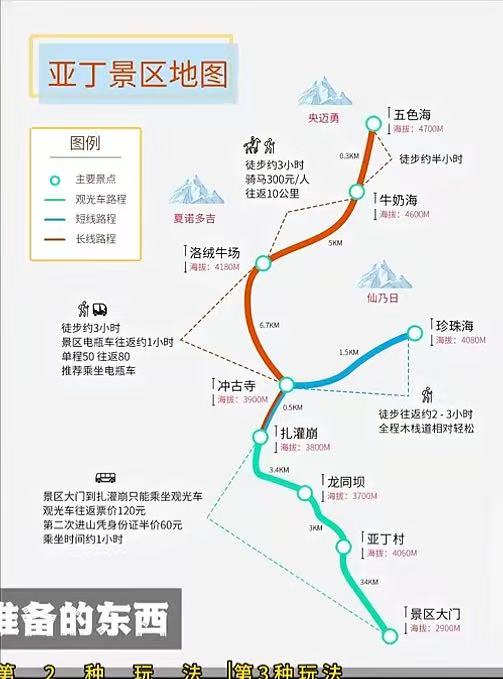 亚丁景区地图
图例
主要景点
观光车路程
短线路程
长线路程
央迈勇
五色海
海拔：4700M
0.3KM
徒步约半小时
徒步约3小时
骑马300元/人
往返10公里
牛奶海
海拔：4600M
夏诺多吉
5KM
洛绒牛场
海拔：4180M
仙乃日
徒步约3小时
景区电瓶车往返约1小时
单程50 往返80
推荐乘坐电瓶车
6.7KM
珍珠海
海拔：4080M
1.5KM
冲古寺
海拔：3900M
0.5KM
徒步往返约2 - 3小时
全程木栈道相对轻松
扎灌崩
海拔：3800M
3.4KM
景区大门到扎灌崩只能乘坐观光车
观光车往返票价120元
第二次进山凭身份证半价60元
乘坐时间约1小时
龙同坝
海拔：3700M
3KM
亚丁村
海拔：4060M
34KM
景区大门
海拔：2900M
准备的东西
第2种玩法|第3种玩法